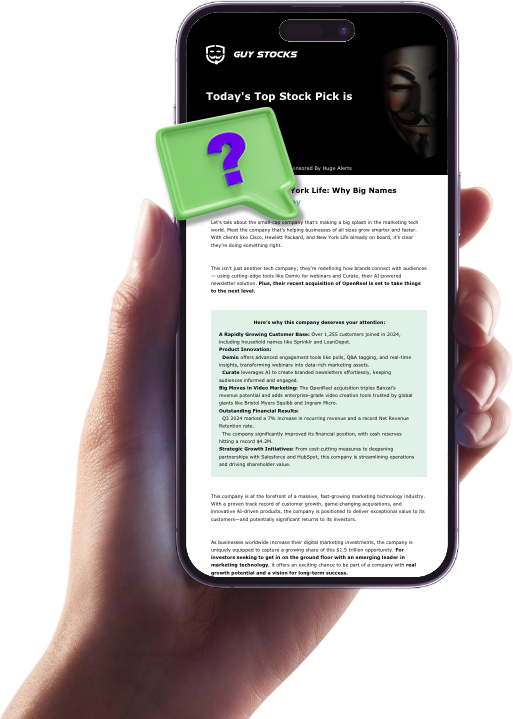 GUY STOCKS
Today's Top Stock Pick is
?
onsored By Huge Alerts
York Life: Why Big Names
Let's talk about the small-cap company that's making a big splash in the marketing tech
world. Meet the company that's helping businesses of all sizes grow smarter and faster.
With clients like Cisco, Hewlett Packard, and New York Life already on board, it's clear
they're doing something right.
This isn't just another tech company; they're redefining how brands connect with audiences
— using cutting-edge tools like Demio for webinars and Curate, their AI-powered
newsletter solution. Plus, their recent acquisition of OpenReel is set to take things
to the next level.
Here's why this company deserves your attention:
A Rapidly Growing Customer Base: Over 1,255 customers joined in 2024,
including household names like Sprinklr and LoanDepot.
Product Innovation:
Demio offers advanced engagement tools like polls, Q&A tagging, and real-time
insights, transforming webinars into data-rich marketing assets.
Curate leverages AI to create branded newsletters effortlessly, keeping
audiences informed and engaged.
Big Moves in Video Marketing: The OpenReel acquisition triples Banzai's
revenue potential and adds enterprise-grade video creation tools trusted by global
giants like Bristol Myers Squibb and Ingram Micro.
Outstanding Financial Results:
Q3 2024 marked a 7% increase in recurring revenue and a record Net Revenue
Retention rate.
The company significantly improved its financial position, with cash reserves
hitting a record $4.2M.
Strategic Growth Initiatives: From cost-cutting measures to deepening
partnerships with Salesforce and HubSpot, this company is streamlining operations
and driving shareholder value.
This company is at the forefront of a massive, fast-growing marketing technology industry.
With a proven track record of customer growth, game-changing acquisitions, and
innovative AI-driven products, the company is positioned to deliver exceptional value to its
customers—and potentially significant returns to its investors.
As businesses worldwide increase their digital marketing investments, the company is
uniquely equipped to capture a growing share of this $1.5 trillion opportunity. For
investors seeking to get in on the ground floor with an emerging leader in
marketing technology, it offers an exciting chance to be part of a company with real
growth potential and a vision for long-term success.